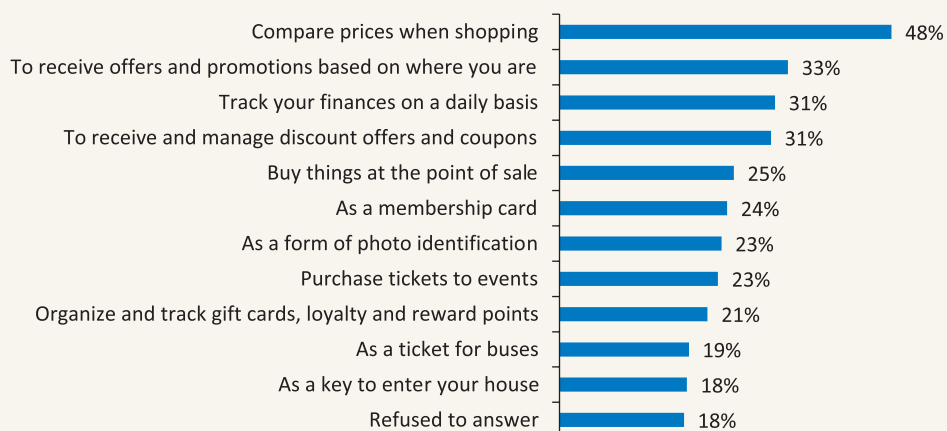 Compare prices when shopping 48%
To receive offers and promotions based on where you are 33%
Track your finances on a daily basis 31%
To receive and manage discount offers and coupons 31%
Buy things at the point of sale 25%
As a membership card 24%
As a form of photo identification 23%
Purchase tickets to events 23%
Organize and track gift cards, loyalty and reward points 21%
As a ticket for buses 19%
As a key to enter your house 18%
Refused to answer 18%